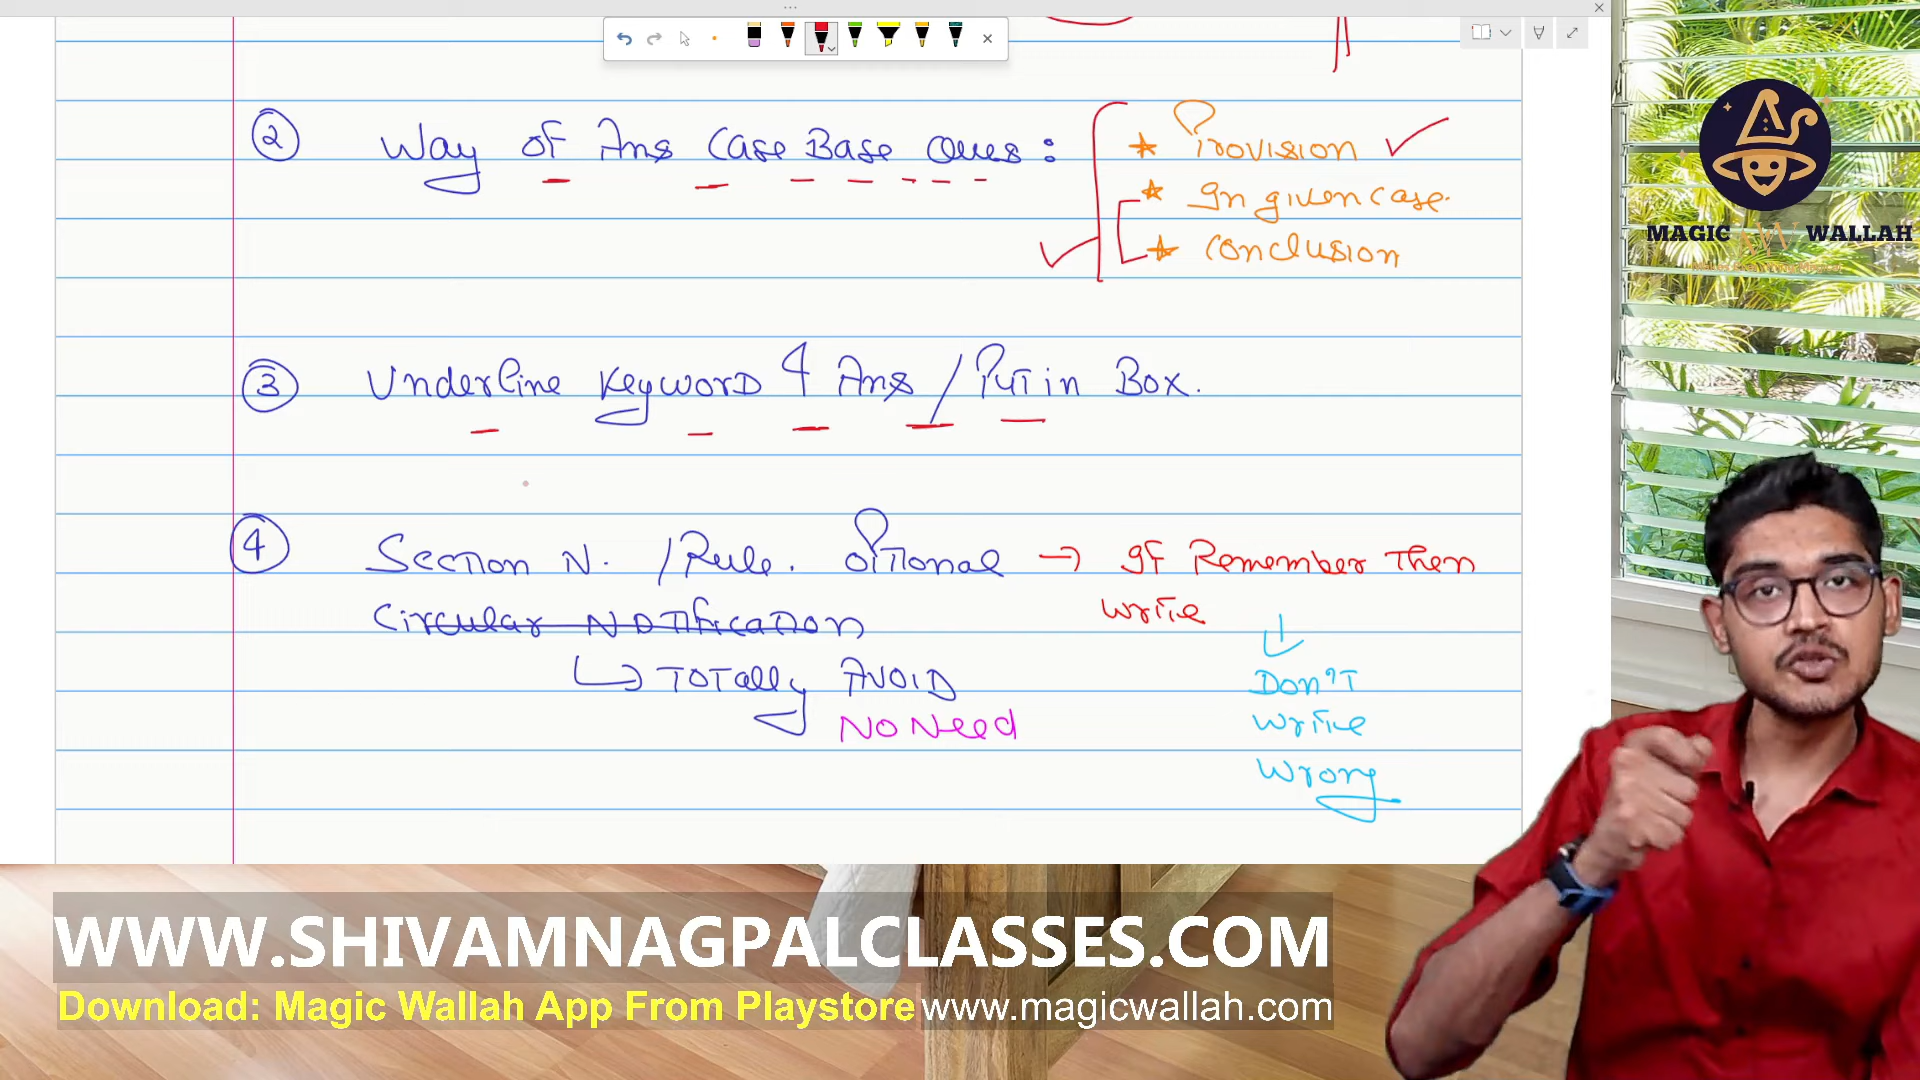 ② Way of Ans Case Base Ques :
★ Provision
★ In given case.
★ Conclusion
③ Underline Keyword & Ans / Put in Box.
④ Section N. / Rule. optional → If Remember Then
write
Circular Notification
↳ Totally AVOID
No Need
↓
Don't
write
wrong
MAGIC WALLAH
WWW.SHIVAMNAGPALCLASSES.COM
Download: Magic Wallah App From Playstore www.magicwallah.com